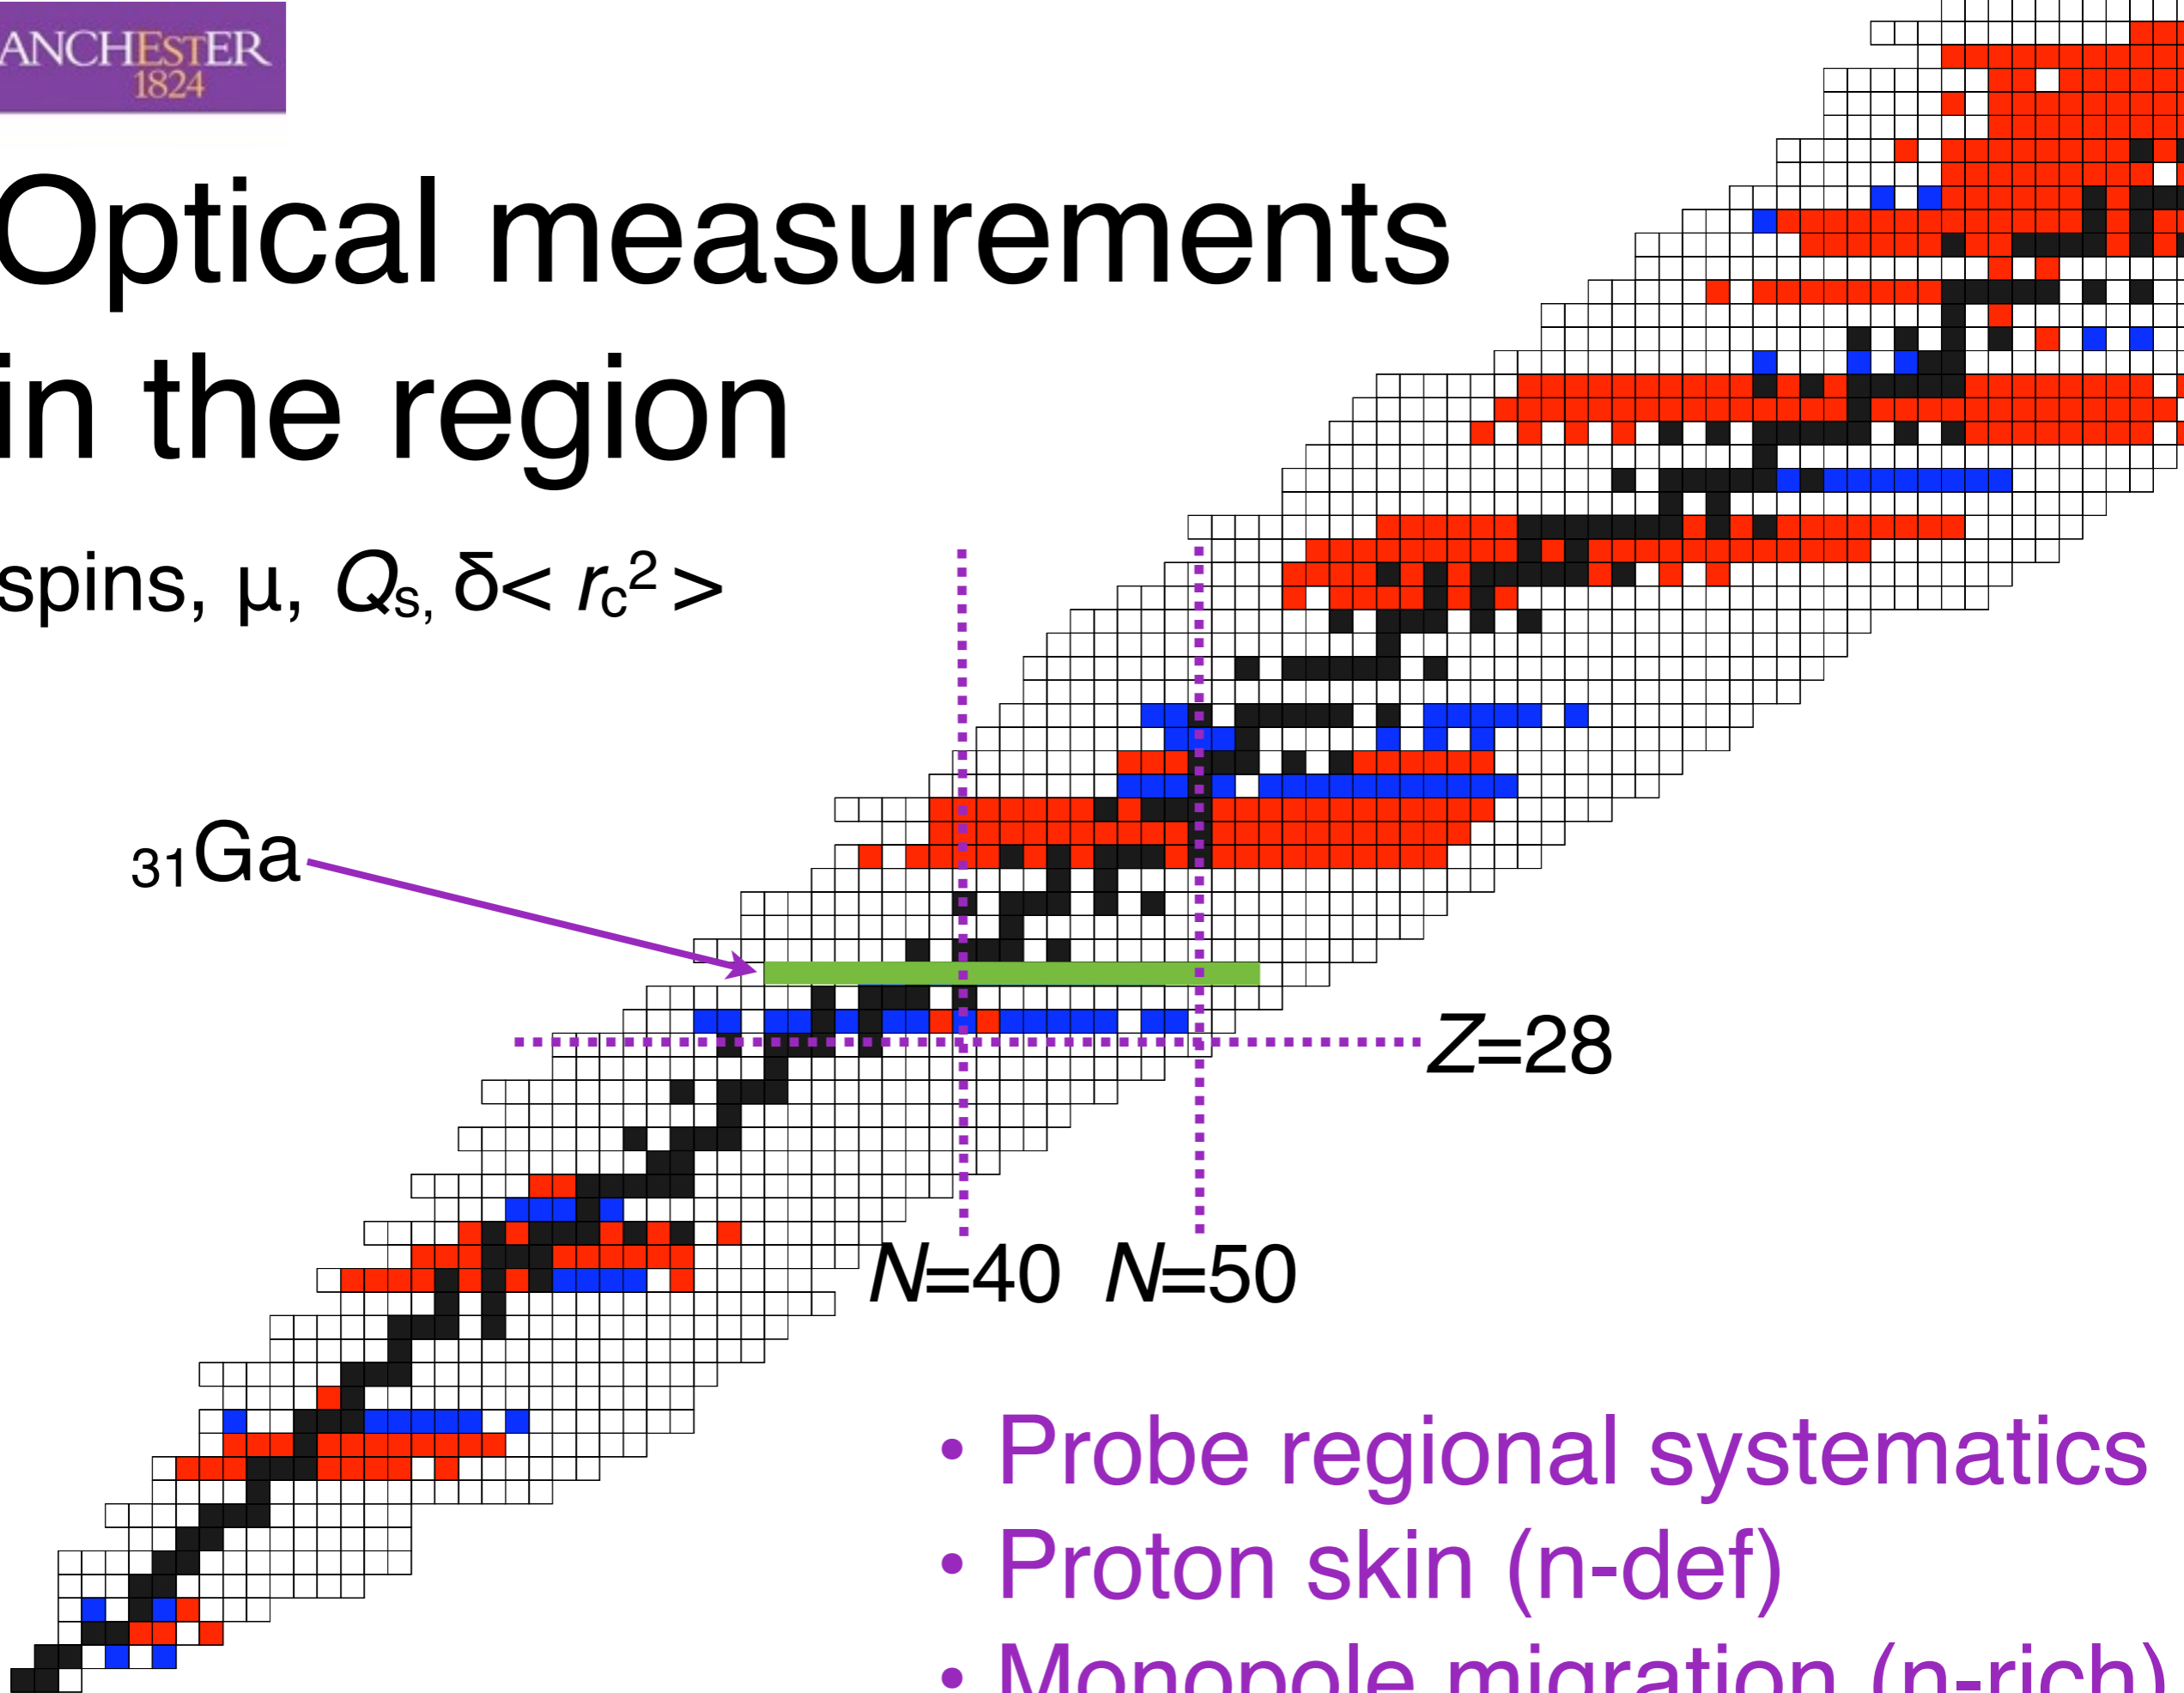 ANCHESTER
1824
Optical measurements
in the region
spins, μ, Qs, δ< rc2 >
31Ga
Z=28
N=40 N=50
• Probe regional systematics
• Proton skin (n-def)
• Monopole migration (n-rich)